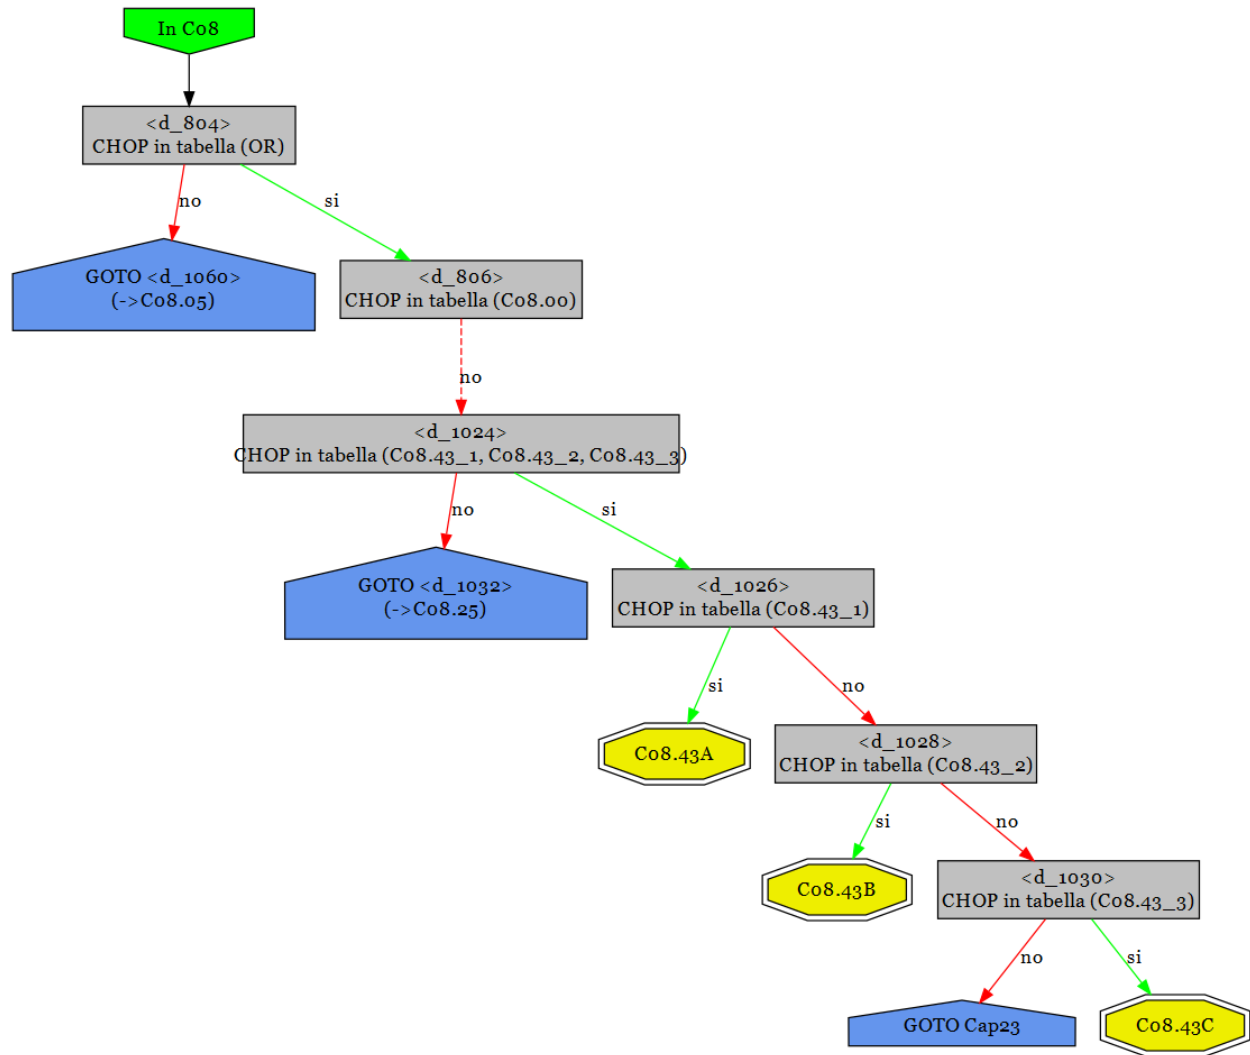 In C08
<d_804>
CHOP in tabella (OR)
no
si
GOTO <d_1060>
(->C08.05)
<d_806>
CHOP in tabella (C08.00)
no
<d_1024>
CHOP in tabella (C08.43_1, C08.43_2, C08.43_3)
no
si
GOTO <d_1032>
(->C08.25)
<d_1026>
CHOP in tabella (C08.43_1)
si
no
C08.43A
<d_1028>
CHOP in tabella (C08.43_2)
si
no
C08.43B
<d_1030>
CHOP in tabella (C08.43_3)
no
si
GOTO Cap23
C08.43C